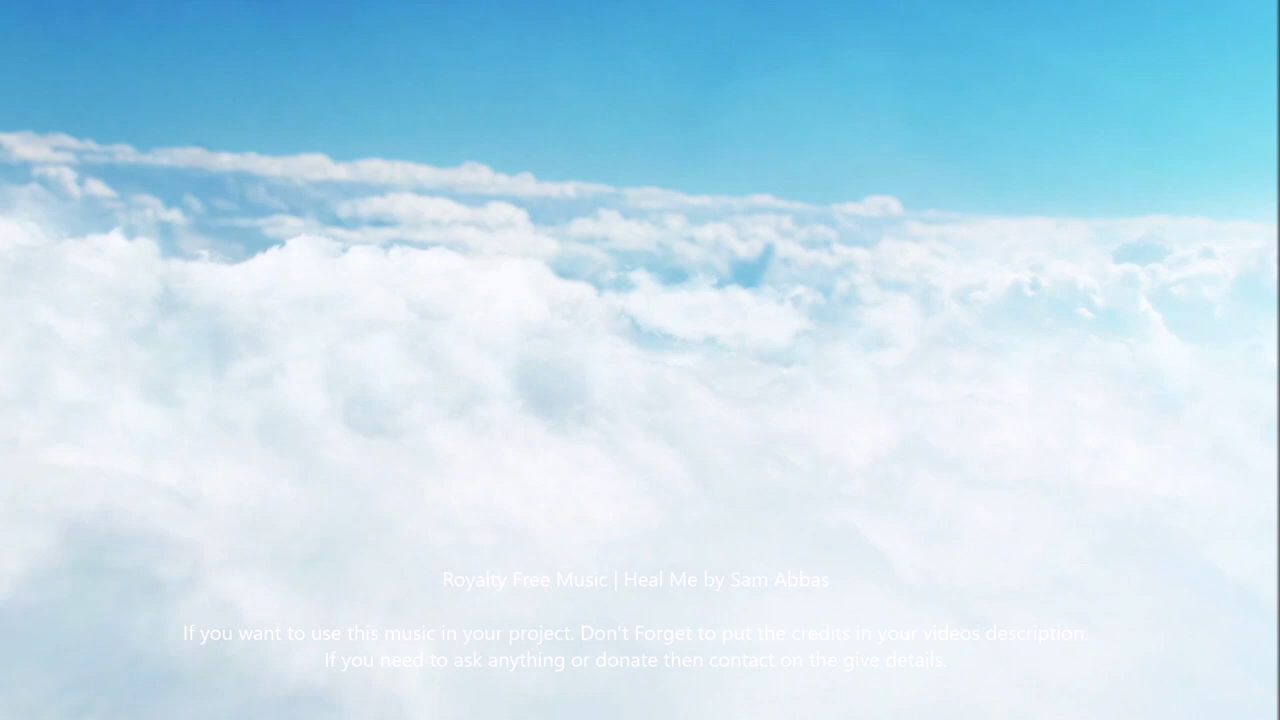 Royalty Free Music | Heal Me by Sam Abbas
If you want to use this music in your project. Don't Forget to put the credits in your videos description.
If you need to ask anything or donate then contact on the give details.